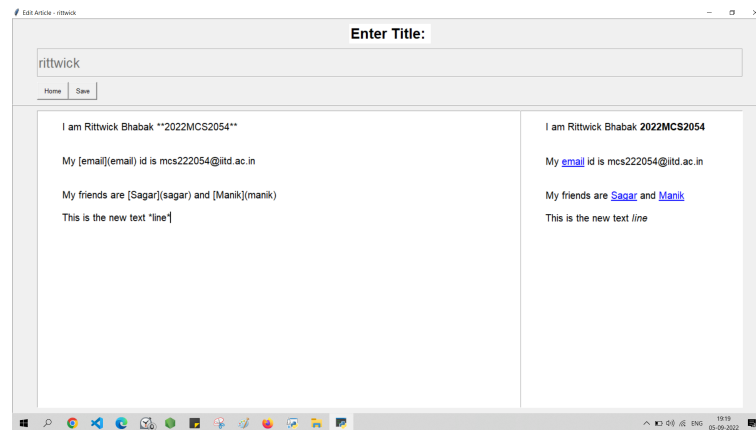 Edit Article - rittwick
Enter Title:
rittwick
Home Save
I am Rittwick Bhabak **2022MCS2054**
My [email](email) id is mcs222054@iitd.ac.in
My friends are [Sagar](sagar) and [Manik](manik)
This is the new text *line*
I am Rittwick Bhabak 2022MCS2054
My email id is mcs222054@iitd.ac.in
My friends are Sagar and Manik
This is the new text line
ENG
19:19
05-09-2022